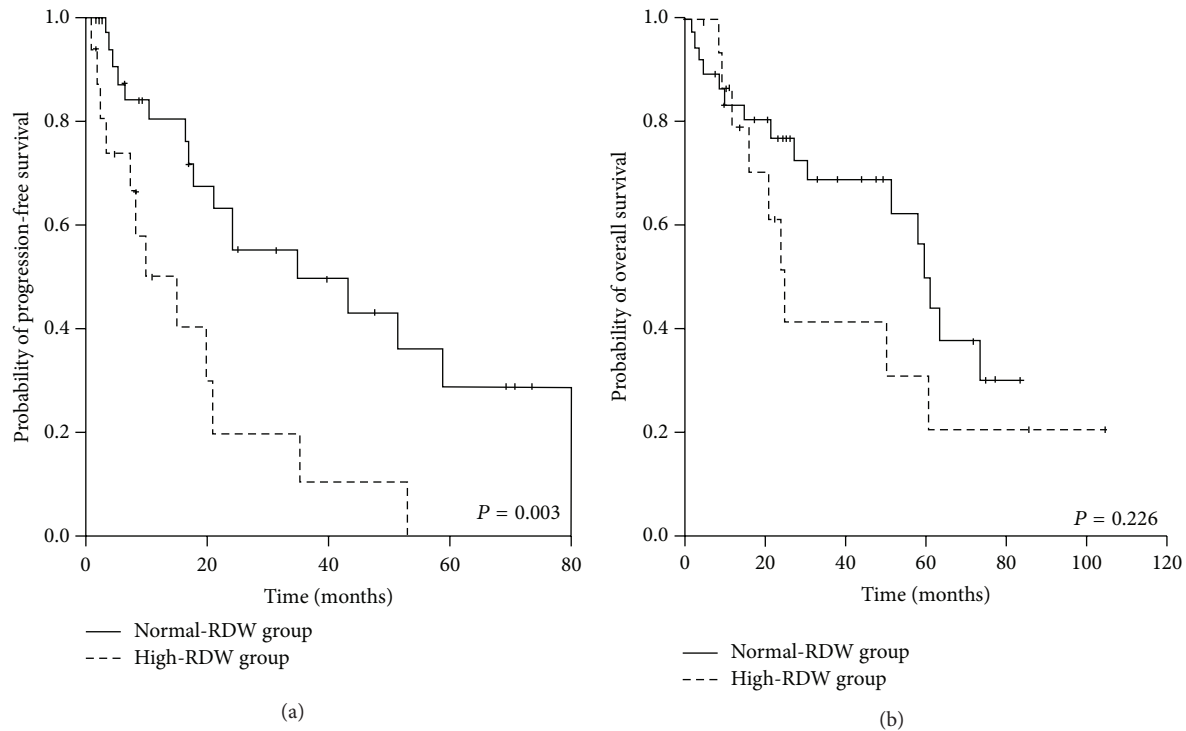 Probability of progression-free survival
1.0
0.8
0.6
0.4
0.2
0.0
P = 0.003
0 20 40 60 80
Time (months)
Normal-RDW group
High-RDW group
(a)
Probability of overall survival
1.0
0.8
0.6
0.4
0.2
0.0
P = 0.226
0 20 40 60 80 100 120
Time (months)
Normal-RDW group
High-RDW group
(b)